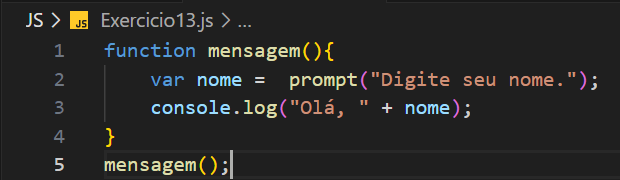 JS > JS Exercicio13.js > ...
1 function mensagem(){
2 var nome =  prompt("Digite seu nome.");
3 console.log("Olá, " + nome);
4 }
5 mensagem();